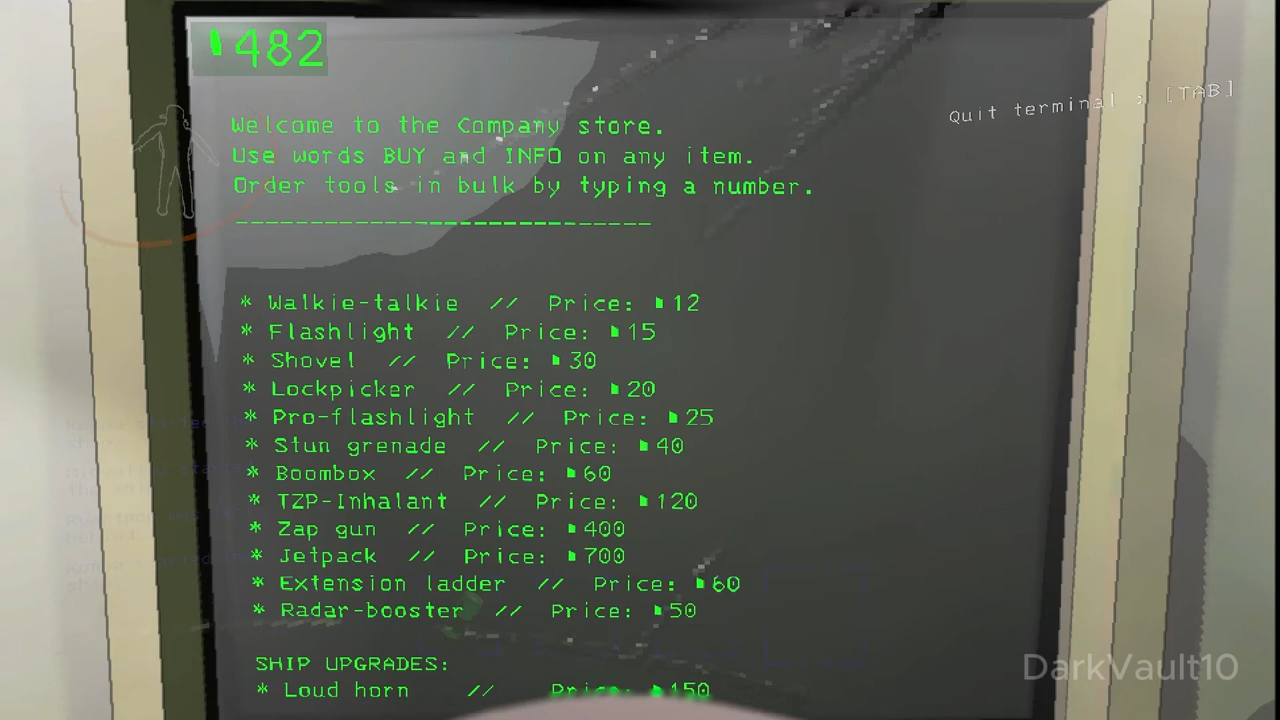 482
Quit terminal : [TAB]
Welcome to the Company store.
Use words BUY and INFO on any item.
Order tools in bulk by typing a number.
-----------------------------
* Walkie-talkie // Price: ▮12
* Flashlight // Price: ▮15
* Shovel // Price: ▮30
* Lockpicker // Price: ▮20
* Pro-flashlight // Price: ▮25
* Stun grenade // Price: ▮40
* Boombox // Price: ▮60
* TZP-Inhalant // Price: ▮120
* Zap gun // Price: ▮400
* Jetpack // Price: ▮700
* Extension ladder // Price: ▮60
* Radar-booster // Price: ▮50
SHIP UPGRADES:
* Loud horn // Price: ▮150
DarkVault10